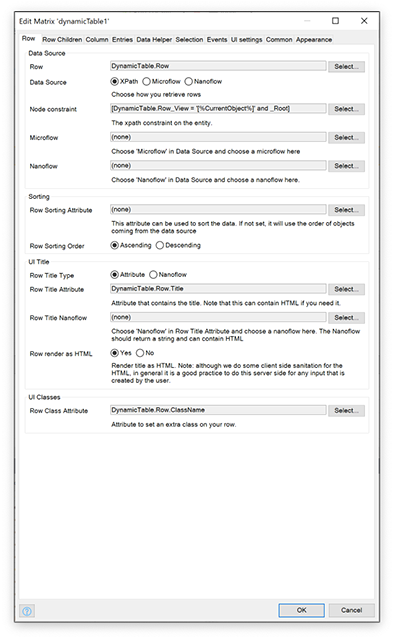 Edit Matrix 'dynamicTable1'
Row Row Children Column Entries Data Helper Selection Events UI settings Common Appearance
Data Source
Row DynamicTable.Row Select...
Data Source XPath Microflow Nanoflow
Choose how you retrieve rows
Node constraint [DynamicTable.Row_View = '[%CurrentObject%]' and _Root] Select...
The xpath constraint on the entity.
Microflow (none) Select...
Choose 'Microflow' in Data Source and choose a microflow here
Nanoflow (none) Select...
Choose 'Nanoflow' in Data Source and choose a nanoflow here.
Sorting
Row Sorting Attribute (none) Select...
This attribute can be used to sort the data. If not set, it will use the order of objects
coming from the data source
Row Sorting Order Ascending Descending
UI Title
Row Title Type Attribute Nanoflow
Row Title Attribute DynamicTable.Row.Title Select...
Attribute that contains the title. Note that this can contain HTML if you need it.
Row Title Nanoflow (none) Select...
Choose 'Nanoflow' in Row Title Attribute and choose a nanoflow here. The Nanoflow
should return a string and can contain HTML
Row render as HTML Yes No
Render title as HTML. Note: although we do some client side sanitation for the
HTML, in general it is a good practice to do this server side for any input that is
created by the user.
UI Classes
Row Class Attribute DynamicTable.Row.ClassName Select...
Attribute to set an extra class on your row.
? OK Cancel